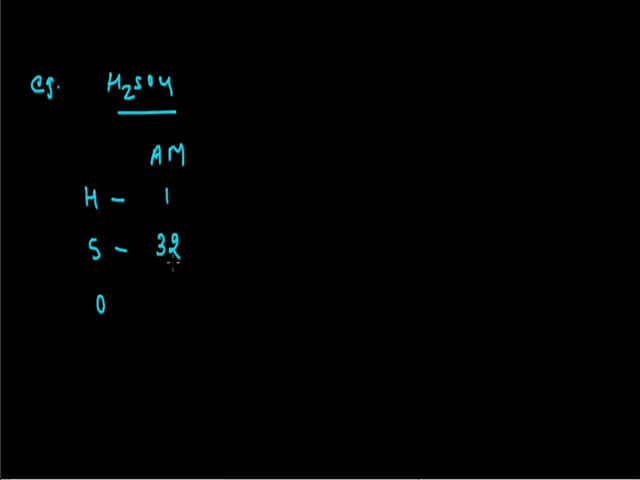 eg. H₂SO4
AM
H - 1
S - 32
O